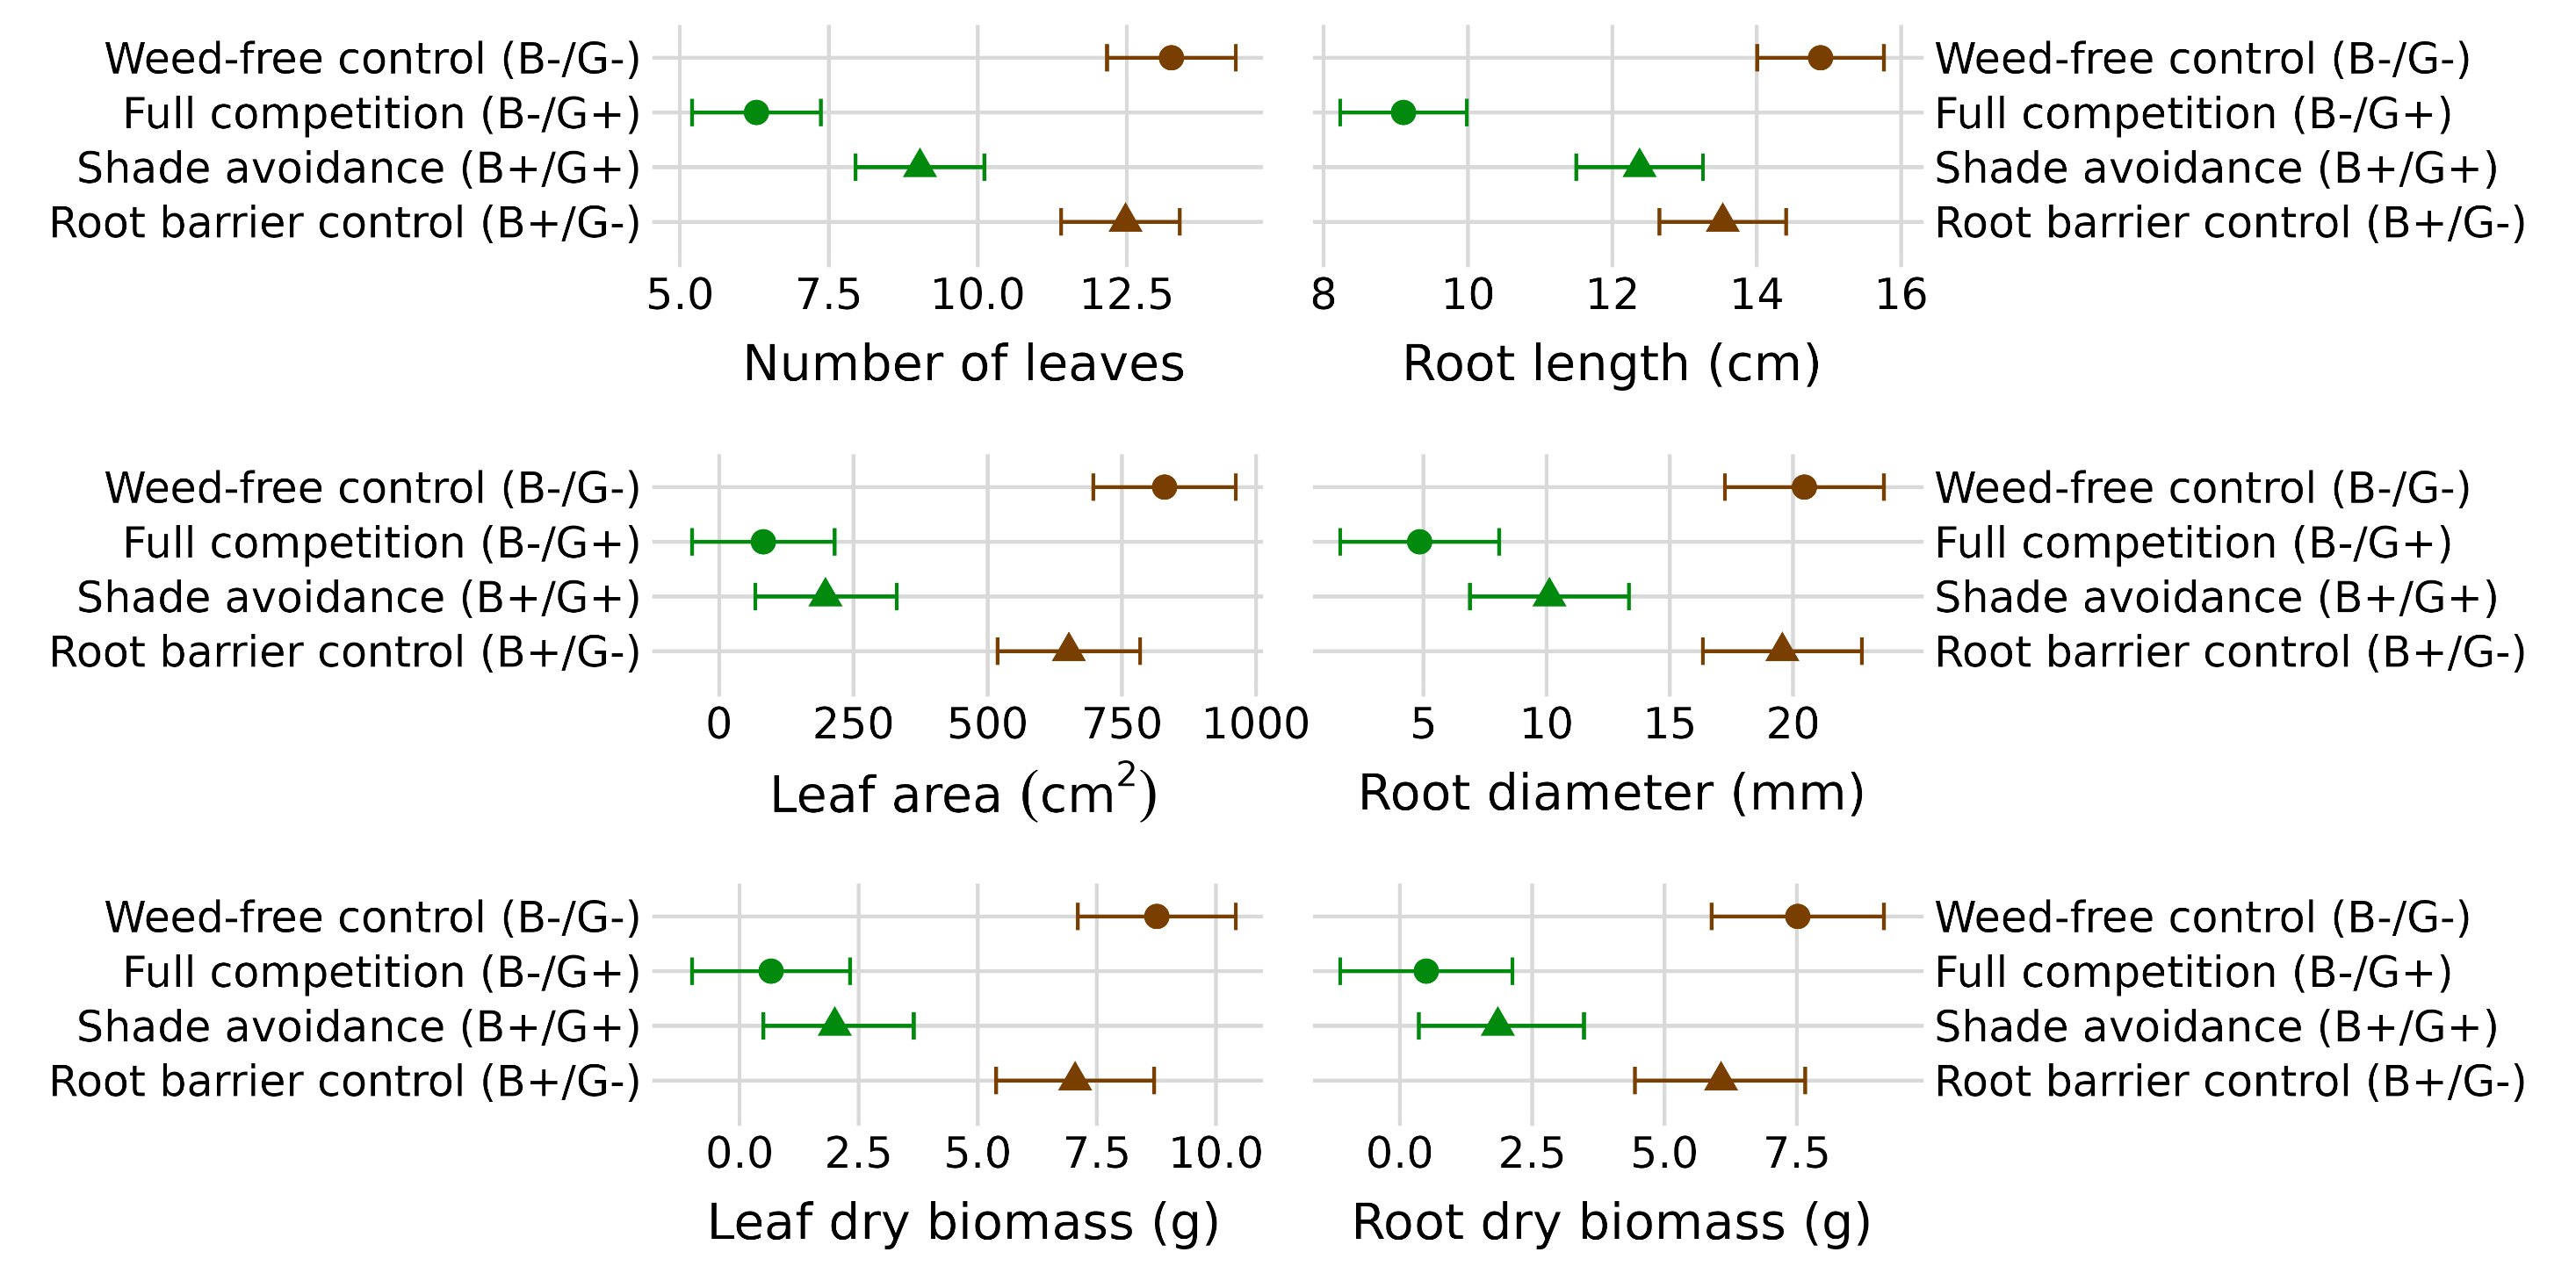 Weed-free control (B-/G-)
Full competition (B-/G+)
Shade avoidance (B+/G+)
Root barrier control (B+/G-)
5.0 7.5 10.0 12.5
Number of leaves
Weed-free control (B-/G-)
Full competition (B-/G+)
Shade avoidance (B+/G+)
Root barrier control (B+/G-)
8 10 12 14 16
Root length (cm)
Weed-free control (B-/G-)
Full competition (B-/G+)
Shade avoidance (B+/G+)
Root barrier control (B+/G-)
0 250 500 750 1000
Leaf area (cm²)
Weed-free control (B-/G-)
Full competition (B-/G+)
Shade avoidance (B+/G+)
Root barrier control (B+/G-)
5 10 15 20
Root diameter (mm)
Weed-free control (B-/G-)
Full competition (B-/G+)
Shade avoidance (B+/G+)
Root barrier control (B+/G-)
0.0 2.5 5.0 7.5 10.0
Leaf dry biomass (g)
Weed-free control (B-/G-)
Full competition (B-/G+)
Shade avoidance (B+/G+)
Root barrier control (B+/G-)
0.0 2.5 5.0 7.5
Root dry biomass (g)